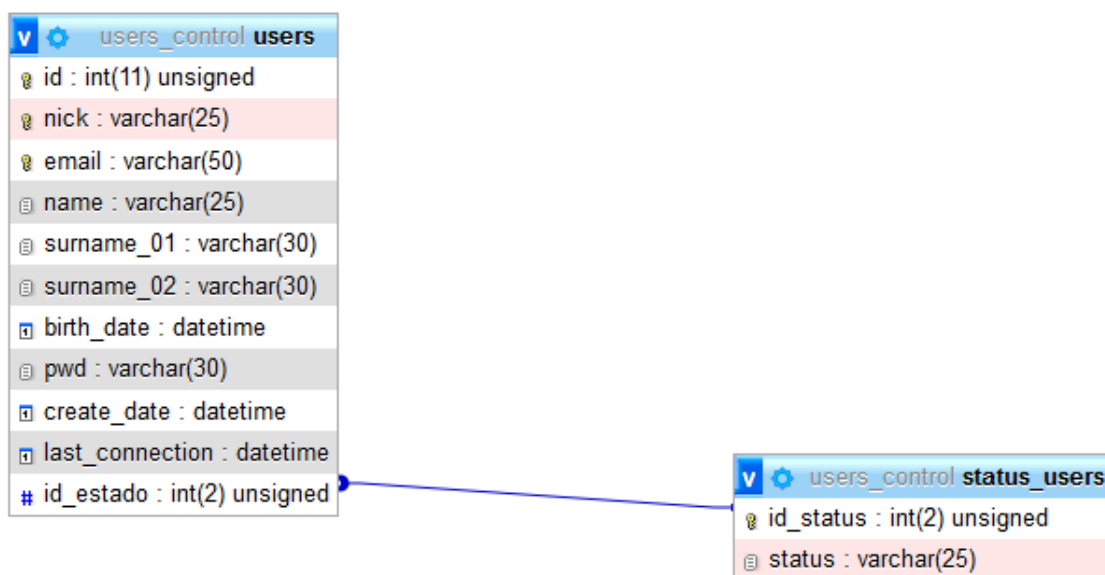 v users_control users
id : int(11) unsigned
nick : varchar(25)
email : varchar(50)
name : varchar(25)
surname_01 : varchar(30)
surname_02 : varchar(30)
birth_date : datetime
pwd : varchar(30)
create_date : datetime
last_connection : datetime
# id_estado : int(2) unsigned
v users_control status_users
id_status : int(2) unsigned
status : varchar(25)